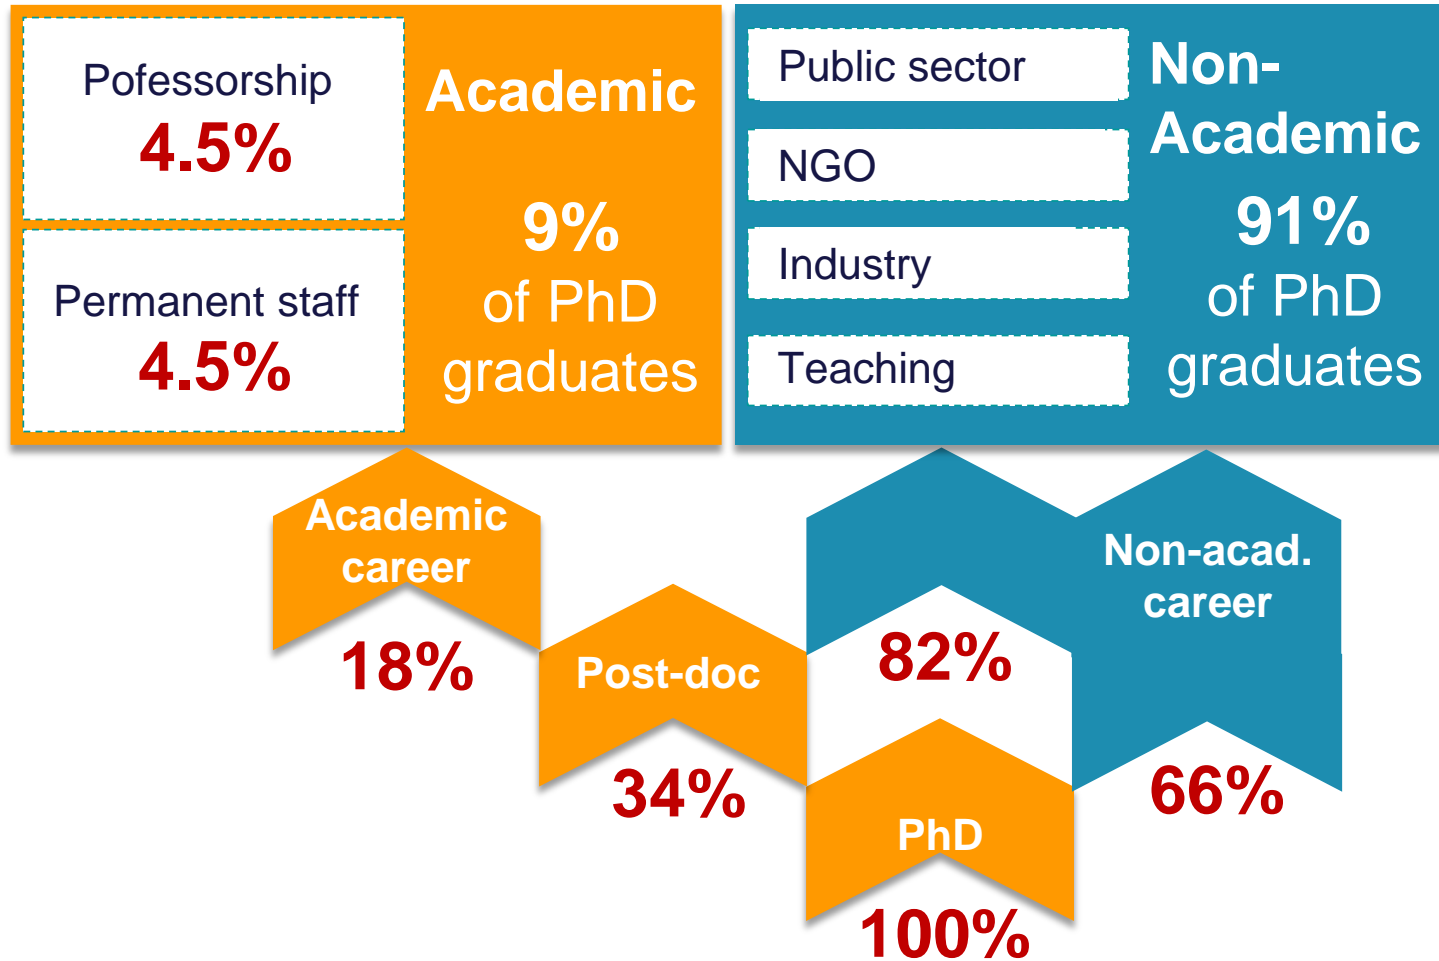 Pofessorship
4.5%
Permanent staff
4.5%
Academic
9%
of PhD
graduates
Public sector
NGO
Industry
Teaching
Non-
Academic
91%
of PhD
graduates
Academic
career
18%
Post-doc
34%
82%
Non-acad.
career
66%
PhD
100%